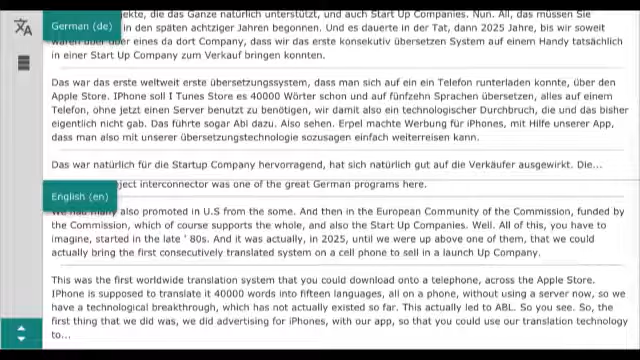 German (de)
ekte, die das Ganze natürlich unterstützt, und auch Start Up Companies. Nun. All, das müssen Sie
in den späten achtziger Jahren begonnen. Und es dauerte in der Tat, dann 2025 Jahre, bis wir soweit
waren über über eines da dort Company, dass wir das erste konsekutiv übersetzen System auf einem Handy tatsächlich
in einer Start Up Company zum Verkauf bringen konnten.
Das war das erste weltweit erste übersetzungssystem, dass man sich auf ein ein Telefon runterladen konnte, über den
Apple Store. IPhone soll I Tunes Store es 40000 Wörter schon und auf fünfzehn Sprachen übersetzen, alles auf einem
Telefon, ohne jetzt einen Server benutzt zu benötigen, wir damit also ein technologischer Durchbruch, die und das bisher
eigentlich nicht gab. Das führte sogar Abl dazu. Also sehen. Erpel machte Werbung für iPhones, mit Hilfe unserer App,
dass man also mit unserer übersetzungstechnologie sozusagen einfach weiterreisen kann.
Das war natürlich für die Startup Company hervorragend, hat sich natürlich gut auf die Verkäufer ausgewirkt. Die...
English (en)
ject interconnector was one of the great German programs here.
We had many also promoted in U.S from the some. And then in the European Community of the Commission, funded by
the Commission, which of course supports the whole, and also the Start Up Companies. Well. All of this, you have to
imagine, started in the late ' 80s. And it was actually, in 2025, until we were up above one of them, that we could
actually bring the first consecutively translated system on a cell phone to sell in a launch Up Company.
This was the first worldwide translation system that you could download onto a telephone, across the Apple Store.
IPhone is supposed to translate it 40000 words into fifteen languages, all on a phone, without using a server now, so we
have a technological breakthrough, which has not actually existed so far. This actually led to ABL. So you see. So, the
first thing that we did was, we did advertising for iPhones, with our app, so that you could use our translation technology
to...